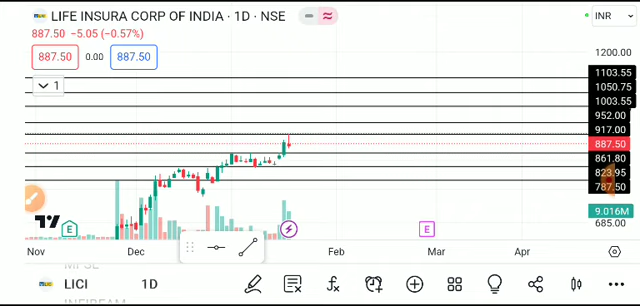 LIFE INSURA CORP OF INDIA · 1D · NSE
INR
887.50 −5.05 (−0.57%)
887.50 0.00 887.50
1
1200.00
1103.55
1050.75
1003.55
952.00
917.00
887.50
861.80
823.95
787.50
9.016M
685.00
E
E
Nov Dec Feb Mar Apr
LICI 1D